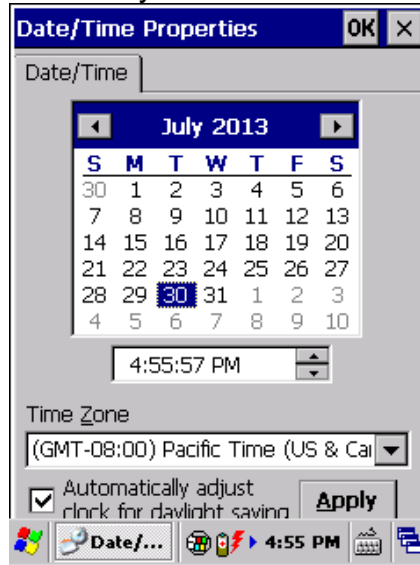 Date/Time Properties OK ×
Date/Time
July 2013
S M T W T F S
30 1 2 3 4 5 6
7 8 9 10 11 12 13
14 15 16 17 18 19 20
21 22 23 24 25 26 27
28 29 30 31 1 2 3
4 5 6 7 8 9 10
4:55:57 PM
Time Zone
(GMT-08:00) Pacific Time (US & Ca
Automatically adjust
clock for daylight saving
Apply
Date/... 4:55 PM